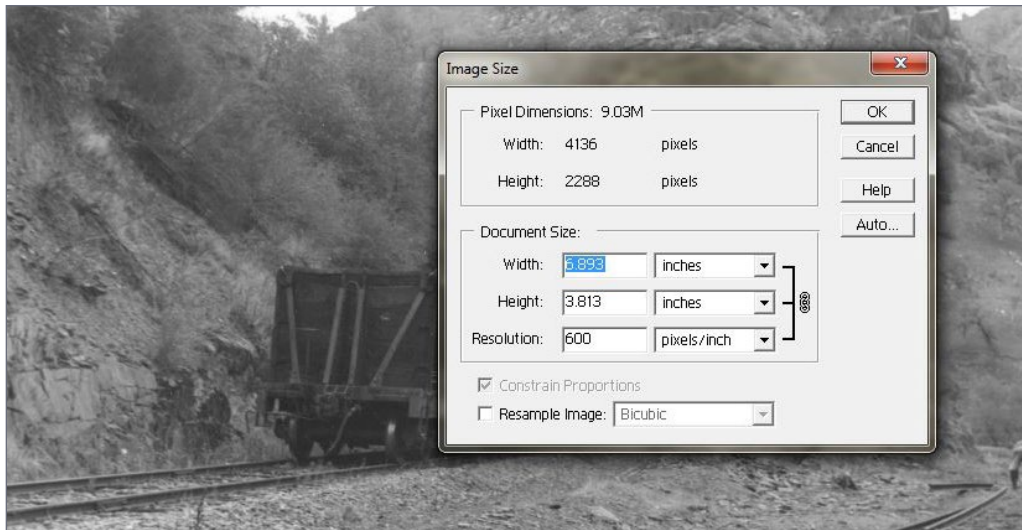 Image Size
Pixel Dimensions: 9.03M
Width: 4136 pixels
Height: 2288 pixels
OK
Cancel
Help
Auto...
Document Size:
Width: 6.893 inches
Height: 3.813 inches
Resolution: 600 pixels/inch
Constrain Proportions
Resample Image: Bicubic